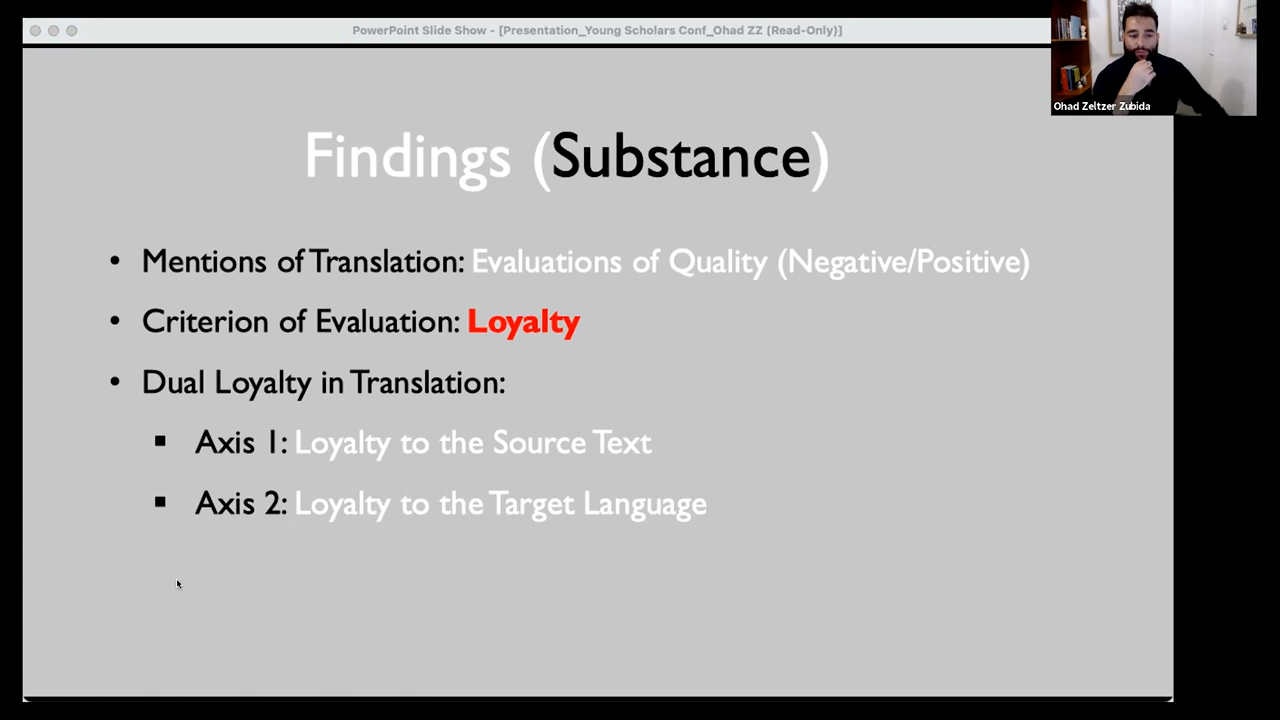 PowerPoint Slide Show - [Presentation_Young Scholars Conf_Ohad ZZ (Read-Only)]
Ohad Zeltzer Zubida
Findings (Substance)
• Mentions of Translation: Evaluations of Quality (Negative/Positive)
• Criterion of Evaluation: Loyalty
• Dual Loyalty in Translation:
▪ Axis 1: Loyalty to the Source Text
▪ Axis 2: Loyalty to the Target Language